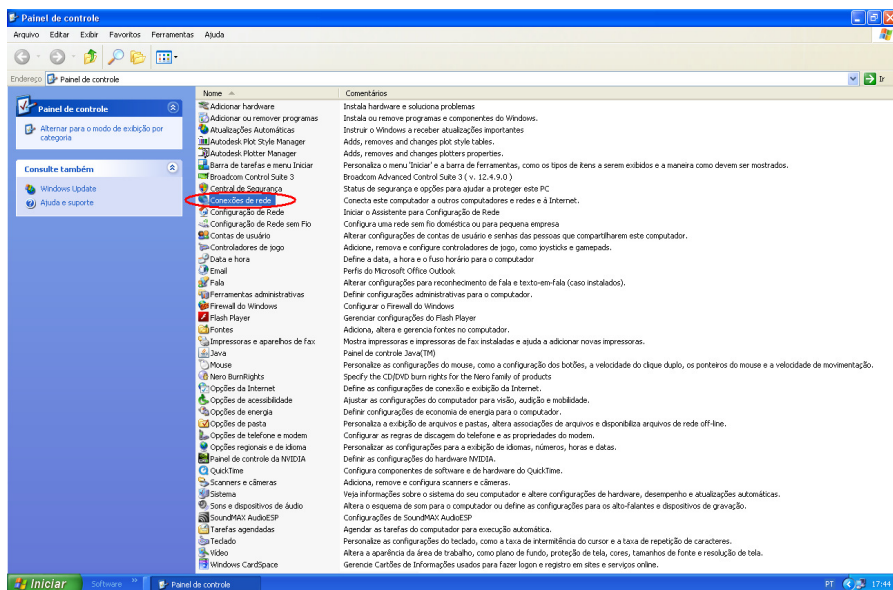 Painel de controle
Arquivo Editar Exibir Favoritos Ferramentas Ajuda
Endereço Painel de controle Ir
Painel de controle
Alternar para o modo de exibição por
categoria
Consulte também
Windows Update
Ajuda e suporte
Nome Comentários
Adicionar hardware Instala hardware e soluciona problemas
Adicionar ou remover programas Instala ou remove programas e componentes do Windows.
Atualizações Automáticas Instruir o Windows a receber atualizações importantes
Autodesk Plot Style Manager Adds, removes and changes plot style tables.
Autodesk Plotter Manager Adds, removes and changes plotters properties.
Barra de tarefas e menu Iniciar Personaliza o menu 'Iniciar' e a barra de ferramentas, como os tipos de itens a serem exibidos e a maneira como devem ser mostrados.
Broadcom Control Suite 3 Broadcom Advanced Control Suite 3 ( v. 12.4.9.0 )
Central de Segurança Status de segurança e opções para ajudar a proteger este PC
Conexões de rede Conecta este computador a outros computadores e redes e à Internet.
Configuração de Rede Iniciar o Assistente para Configuração de Rede
Configuração de Rede sem Fio Configura uma rede sem fio doméstica ou para pequena empresa
Contas de usuário Alterar configurações de contas de usuário e senhas das pessoas que compartilharem este computador.
Controladores de jogo Adicione, remova e configure controladores de jogo, como joysticks e gamepads.
Data e hora Define a data, a hora e o fuso horário para o computador
Email Perfis do Microsoft Office Outlook
Fala Alterar configurações para reconhecimento de fala e texto-em-fala (caso instalados).
Ferramentas administrativas Definir configurações administrativas para o computador.
Firewall do Windows Configurar o Firewall do Windows
Flash Player Gerenciar configurações do Flash Player
Fontes Adiciona, altera e gerencia fontes no computador.
Impressoras e aparelhos de fax Mostra impressoras e impressoras de fax instaladas e ajuda a adicionar novas impressoras.
Java Painel de controle Java(TM)
Mouse Personalize as configurações do mouse, como a configuração dos botões, a velocidade do clique duplo, os ponteiros do mouse e a velocidade de movimentação.
Nero BurnRights Specify the CD/DVD burn rights for the Nero family of products
Opções da Internet Define as configurações de conexão e exibição da Internet.
Opções de acessibilidade Ajustar as configurações do computador para visão, audição e mobilidade.
Opções de energia Definir configurações de economia de energia para o computador.
Opções de pasta Personaliza a exibição de arquivos e pastas, altera associações de arquivos e disponibiliza arquivos de rede off-line.
Opções de telefone e modem Configurar as regras de discagem do telefone e as propriedades do modem.
Opções regionais e de idioma Personalizar as configurações para a exibição de idiomas, números, horas e datas.
Painel de controle da NVIDIA Definir as configurações do hardware NVIDIA.
QuickTime Configura componentes de software e de hardware do QuickTime.
Scanners e câmeras Adiciona, remove e configura scanners e câmeras.
Sistema Veja informações sobre o sistema do seu computador e altere configurações de hardware, desempenho e atualizações automáticas.
Sons e dispositivos de áudio Altera o esquema de som para o computador ou define as configurações para os alto-falantes e dispositivos de gravação.
SoundMAX AudioESP Configurações de SoundMAX AudioESP
Tarefas agendadas Agendar as tarefas do computador para execução automática.
Teclado Personalize as configurações do teclado, como a taxa de intermitência do cursor e a taxa de repetição de caracteres.
Vídeo Altera a aparência da área de trabalho, como plano de fundo, proteção de tela, cores, tamanhos de fonte e resolução de tela.
Windows CardSpace Gerencie Cartões de Informações usados para fazer logon e registro em sites e serviços online.
Iniciar Software » Painel de controle PT 17:44